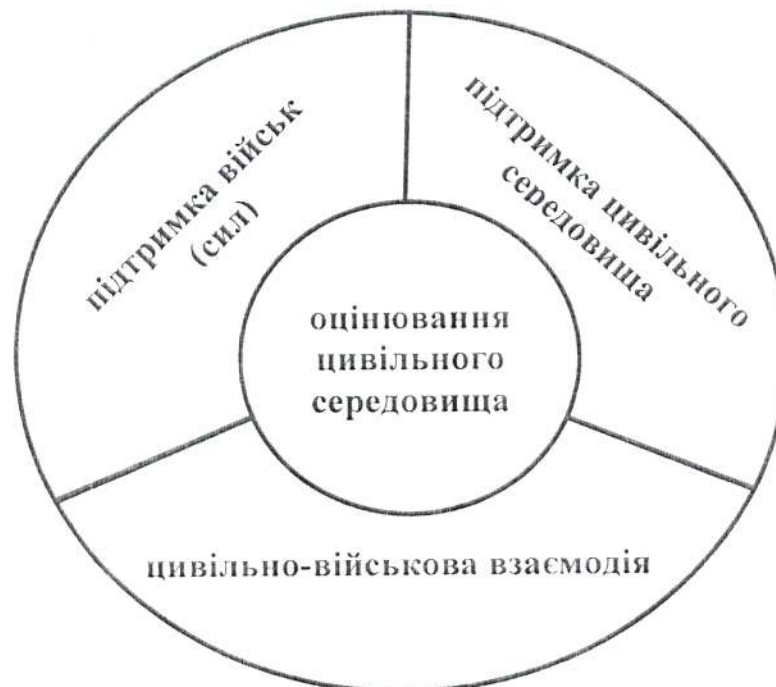 підтримка військ
(сил)
підтримка цивільного
середовища
оцінювання
цивільного
середовища
цивільно-військова взаємодія